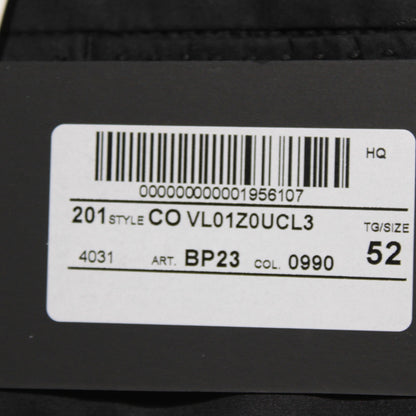 HQ
000000000001956107
201 STYLE CO VL01Z0UCL3
TG/SIZE
4031 ART. BP23 COL. 0990 52